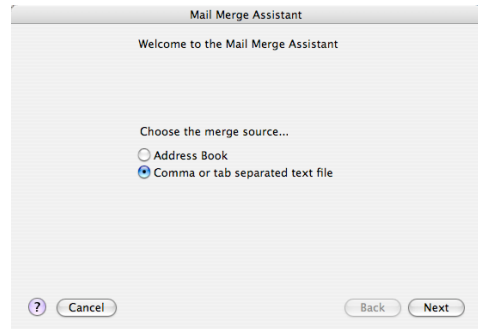 Mail Merge Assistant
Welcome to the Mail Merge Assistant
Choose the merge source...
Address Book
Comma or tab separated text file
? Cancel Back Next